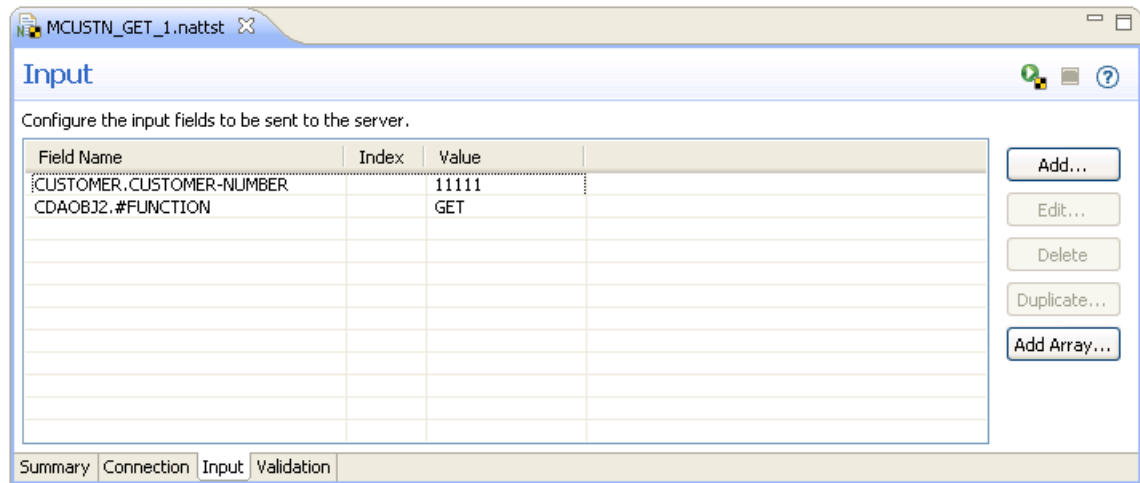 MCUSTN_GET_1.nattst
Input
Configure the input fields to be sent to the server.
Field Name Index Value
CUSTOMER.CUSTOMER-NUMBER 11111
CDAOBJ2.#FUNCTION GET
Add...
Edit...
Delete
Duplicate...
Add Array...
Summary Connection Input Validation